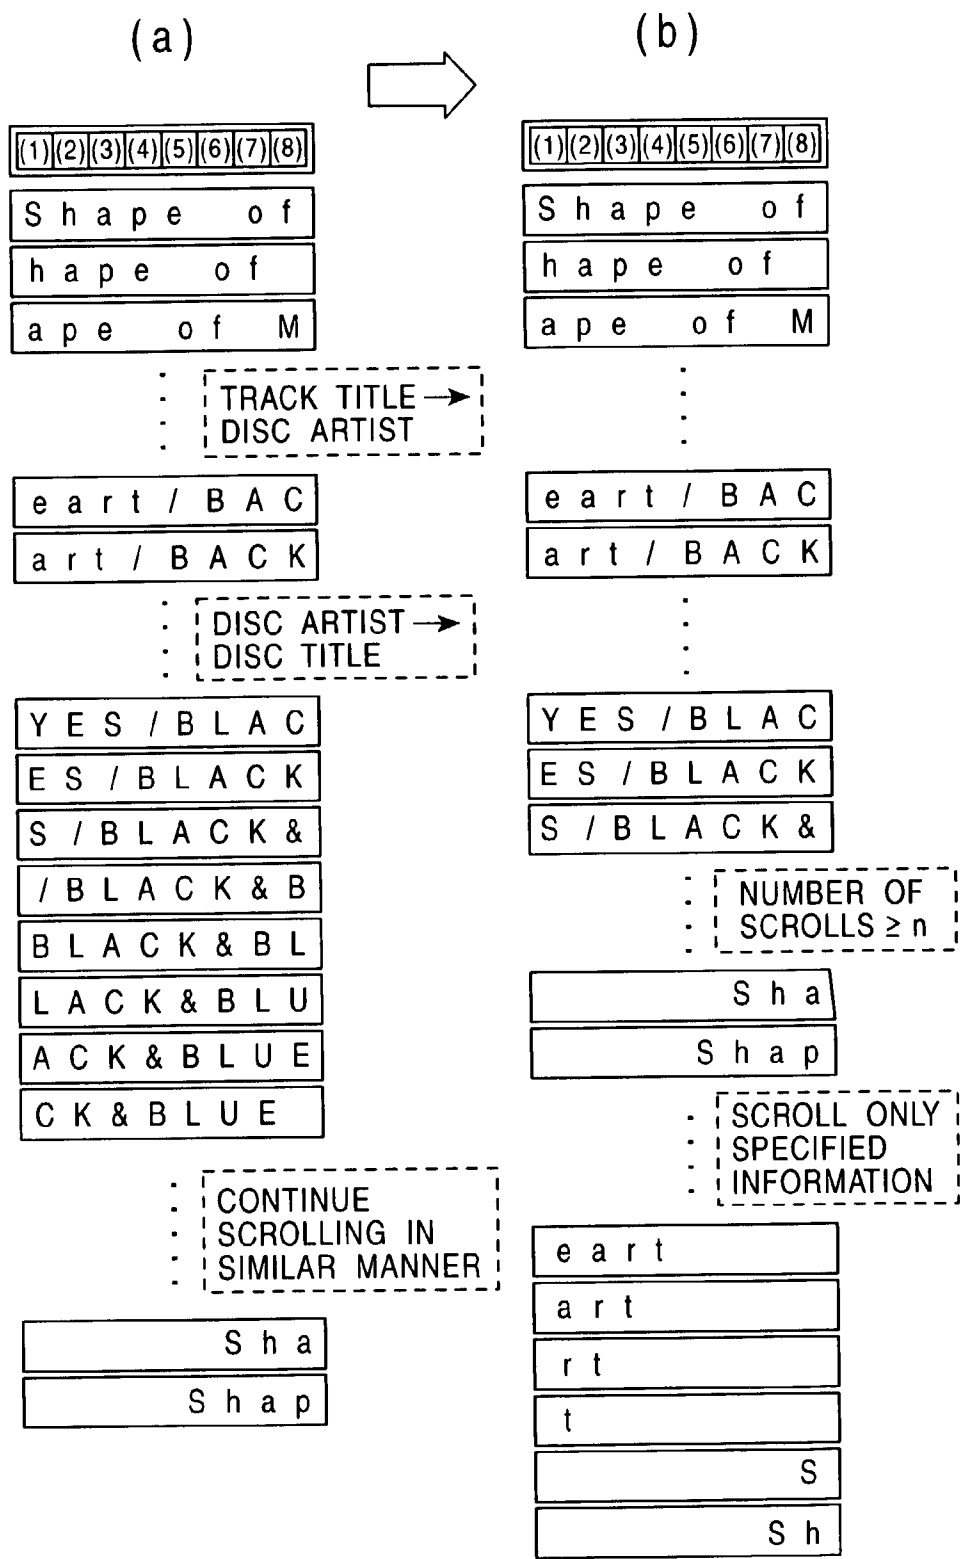 (a)
(1) (2) (3) (4) (5) (6) (7) (8)
Shape of
hape of
ape of M
TRACK TITLE →
DISC ARTIST
eart/BAC
art/BACK
DISC ARTIST →
DISC TITLE
YES/BLAC
ES/BLACK
S/BLACK&
/BLACK&B
BLACK&BL
LACK&BLU
ACK&BLUE
CK&BLUE
CONTINUE
SCROLLING IN
SIMILAR MANNER
Sha
Shap
(b)
(1) (2) (3) (4) (5) (6) (7) (8)
Shape of
hape of
ape of M
eart/BAC
art/BACK
YES/BLAC
ES/BLACK
S/BLACK&
NUMBER OF
SCROLLS ≥ n
Sha
Shap
SCROLL ONLY
SPECIFIED
INFORMATION
eart
art
rt
t
S
Sh